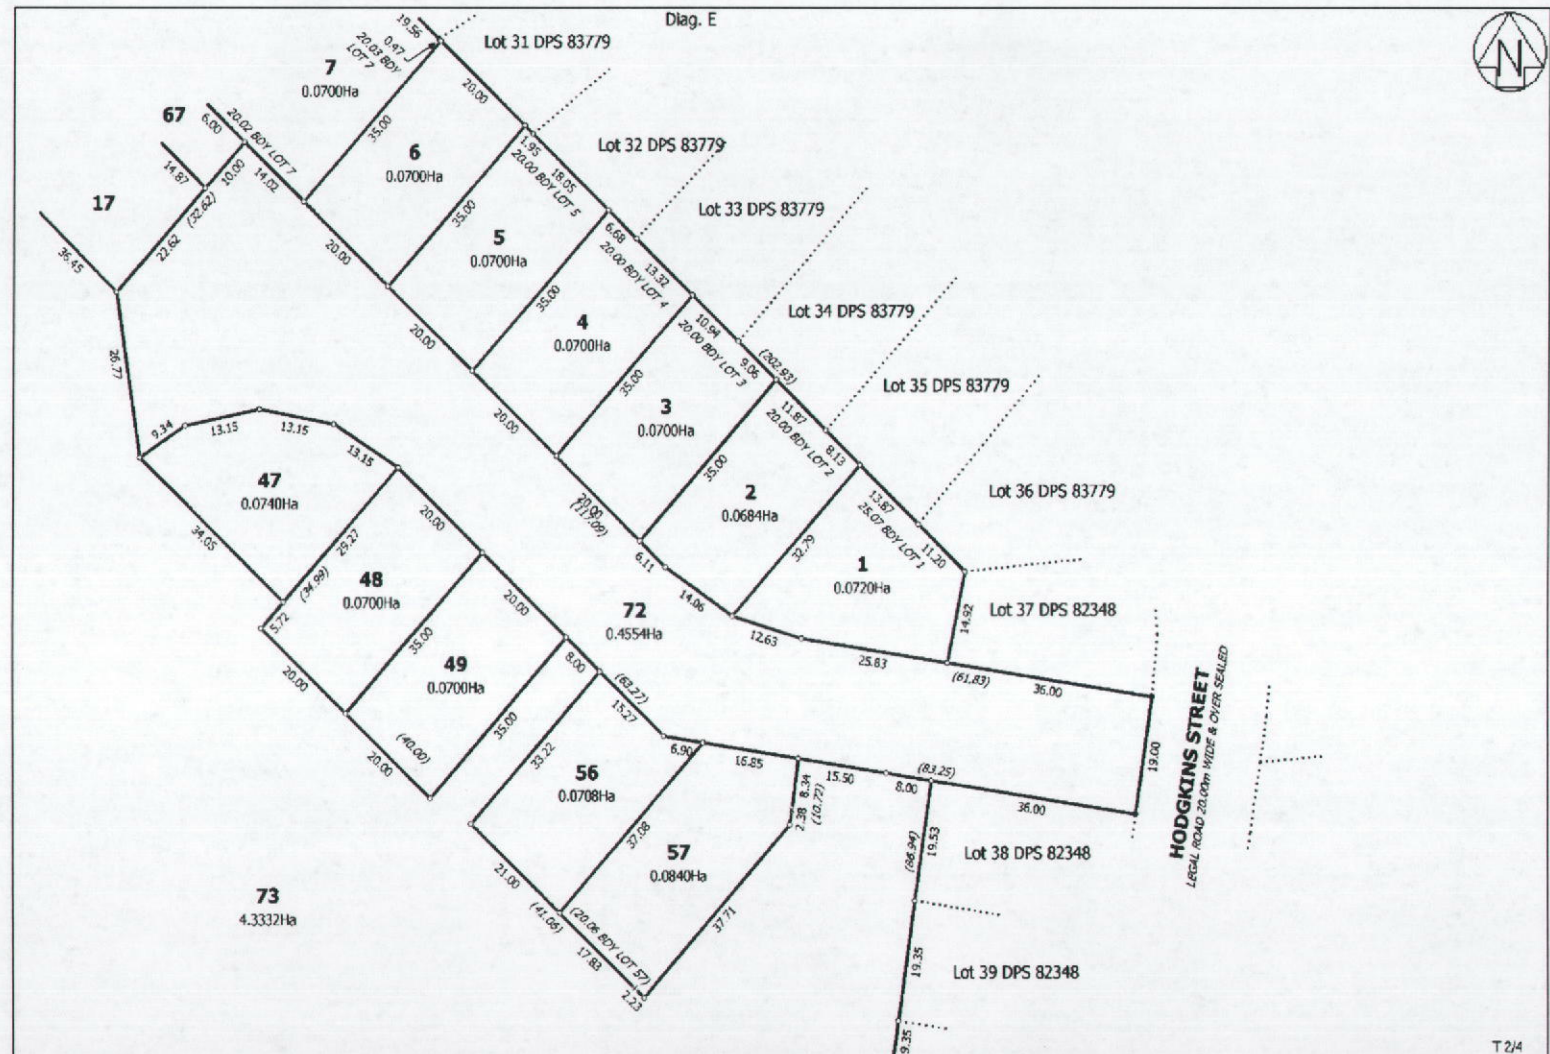 Diag. E
N
19.56
0.47
20.02 BDY
LOT 7
Lot 31 DPS 83779
7
0.0700Ha
20.00
67
6.00
20.02 BDY LOT 7
35.00
14.87
10.00
(32.62)
14.02
6
0.0700Ha
1.95
18.05
20.00 BDY LOT 5
Lot 32 DPS 83779
17
36.45
22.62
20.00
35.00
5
0.0700Ha
6.68
13.32
20.00 BDY LOT 4
Lot 33 DPS 83779
26.77
20.00
35.00
4
0.0700Ha
10.94
9.06
(202.93)
20.00 BDY LOT 3
Lot 34 DPS 83779
20.00
35.00
3
0.0700Ha
11.87
8.13
20.00 BDY LOT 2
Lot 35 DPS 83779
9.34
13.15
13.15
13.15
47
0.0740Ha
34.05
29.27
(34.99)
20.00
20.00
(117.09)
35.00
2
0.0684Ha
13.87
11.20
25.07 BDY LOT 1
Lot 36 DPS 83779
6.11
14.06
32.79
1
0.0720Ha
14.92
Lot 37 DPS 82348
5.72
48
0.0700Ha
20.00
35.00
20.00
72
0.4554Ha
12.63
25.83
(61.83)
36.00
49
0.0700Ha
(40.00)
20.00
35.00
8.00
(63.27)
15.27
19.00
HODGKINS STREET
LEGAL ROAD 20.00m WIDE & OVER SEALED
33.22
56
0.0708Ha
6.90
16.85
15.50
8.00
(83.25)
36.00
8.34
2.38
(10.72)
21.00
37.08
57
0.0840Ha
37.71
(86.94)
19.53
Lot 38 DPS 82348
73
4.3332Ha
(41.06)
(20.06 BDY LOT 57)
17.83
2.23
19.35
Lot 39 DPS 82348
9.35
T 2/4